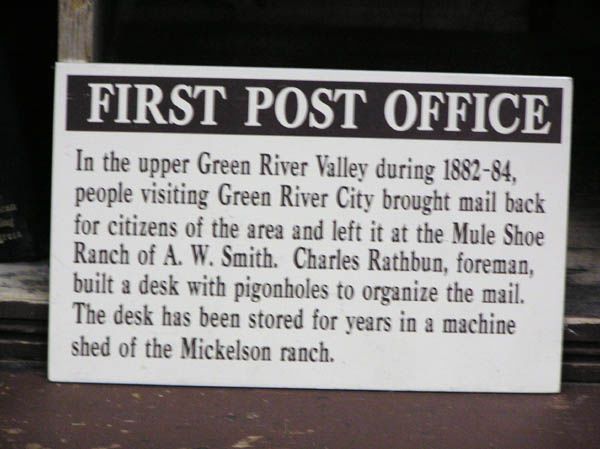 FIRST POST OFFICE
In the upper Green River Valley during 1882-84,
people visiting Green River City brought mail back
for citizens of the area and left it at the Mule Shoe
Ranch of A. W. Smith. Charles Rathbun, foreman,
built a desk with pigonholes to organize the mail.
The desk has been stored for years in a machine
shed of the Mickelson ranch.